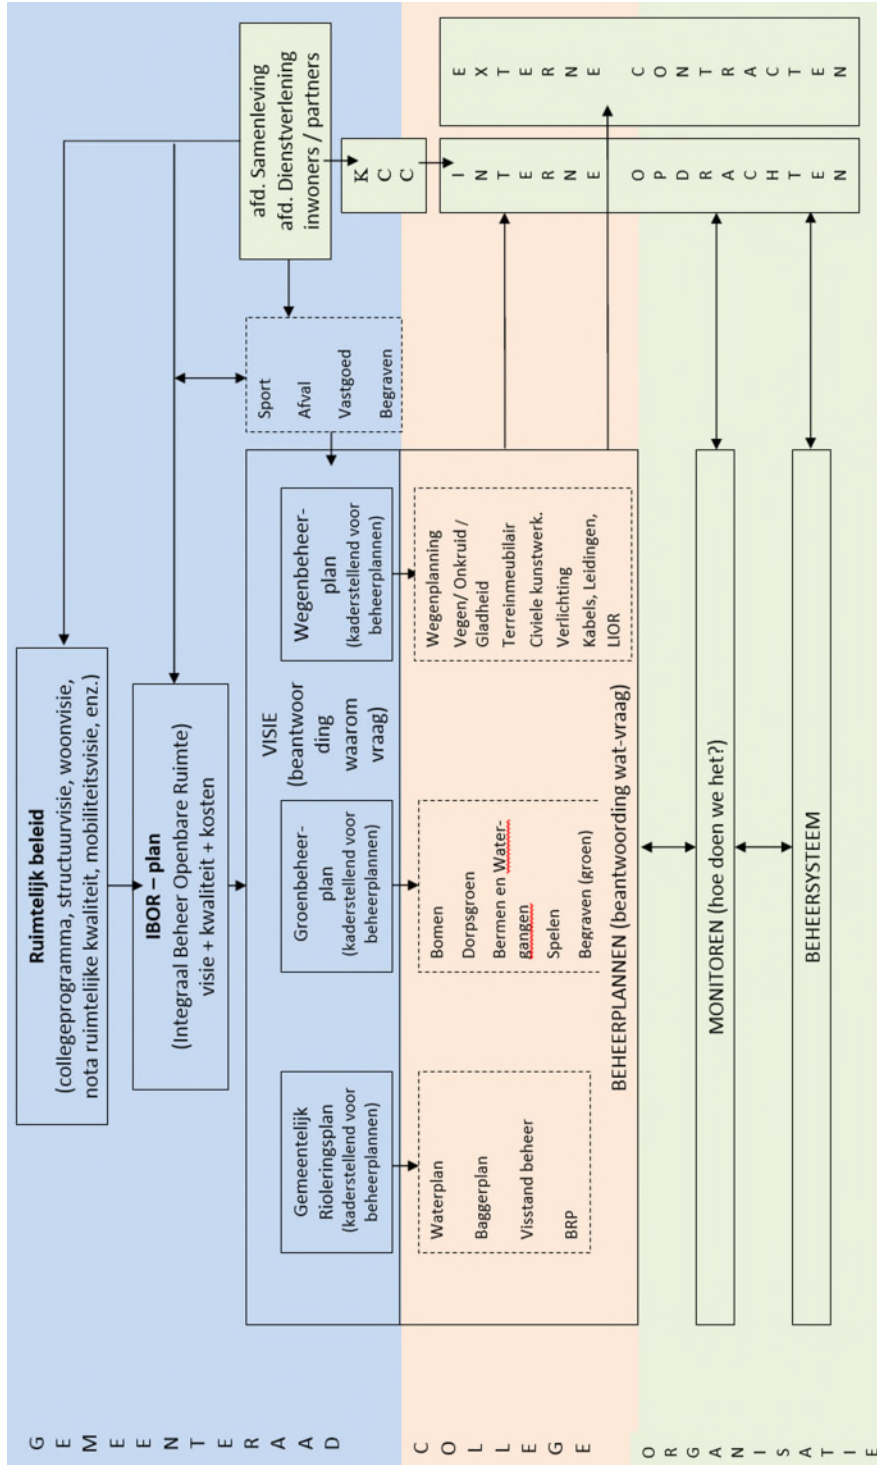 GEMEENTERAAD
COLLEGE
ORGANISATIE
Ruimtelijk beleid
(collegeprogramma, structuurvisie, woonvisie,
nota ruimtelijke kwaliteit, mobiliteitsvisie, enz.)
IBOR – plan
(Integraal Beheer Openbare Ruimte)
visie + kwaliteit + kosten
afd. Samenleving
afd. Dienstverlening
inwoners / partners
KCC
Sport
Afval
Vastgoed
Begraven
VISIE
(beantwoor
ding
waarom
vraag)
Gemeentelijk
Rioleringsplan
(kaderstellend voor
beheerplannen)
Groenbeheer-
plan
(kaderstellend voor
beheerplannen)
Wegenbeheer-
plan
(kaderstellend voor
beheerplannen)
Waterplan
Baggerplan
Visstand beheer
BRP
Bomen
Dorpsgroen
Bermen en Water-
gangen
Spelen
Begraven (groen)
Wegenplanning
Vegen/ Onkruid /
Gladheid
Terreinmeubilair
Civiele kunstwerk.
Verlichting
Kabels, Leidingen,
LIOR
BEHEERPLANNEN (beantwoording wat-vraag)
MONITOREN (hoe doen we het?)
BEHEERSYSTEEM
INTERNE OPDRACHTEN
EXTERNE CONTRACTEN